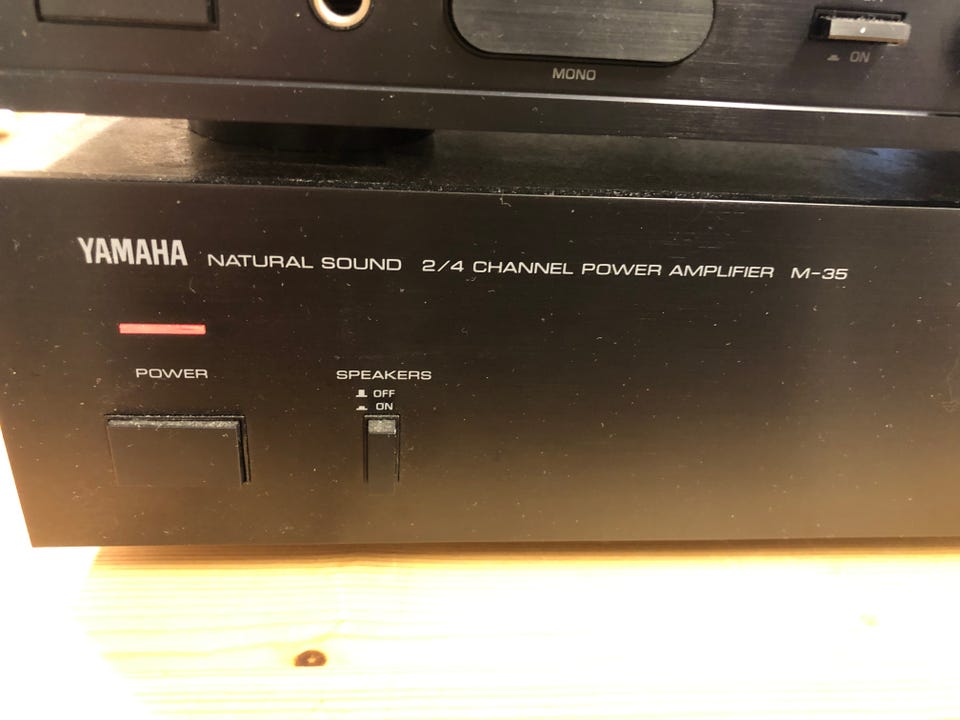 MONO
ON
YAMAHA NATURAL SOUND 2/4 CHANNEL POWER AMPLIFIER M-35
POWER
SPEAKERS
OFF
ON